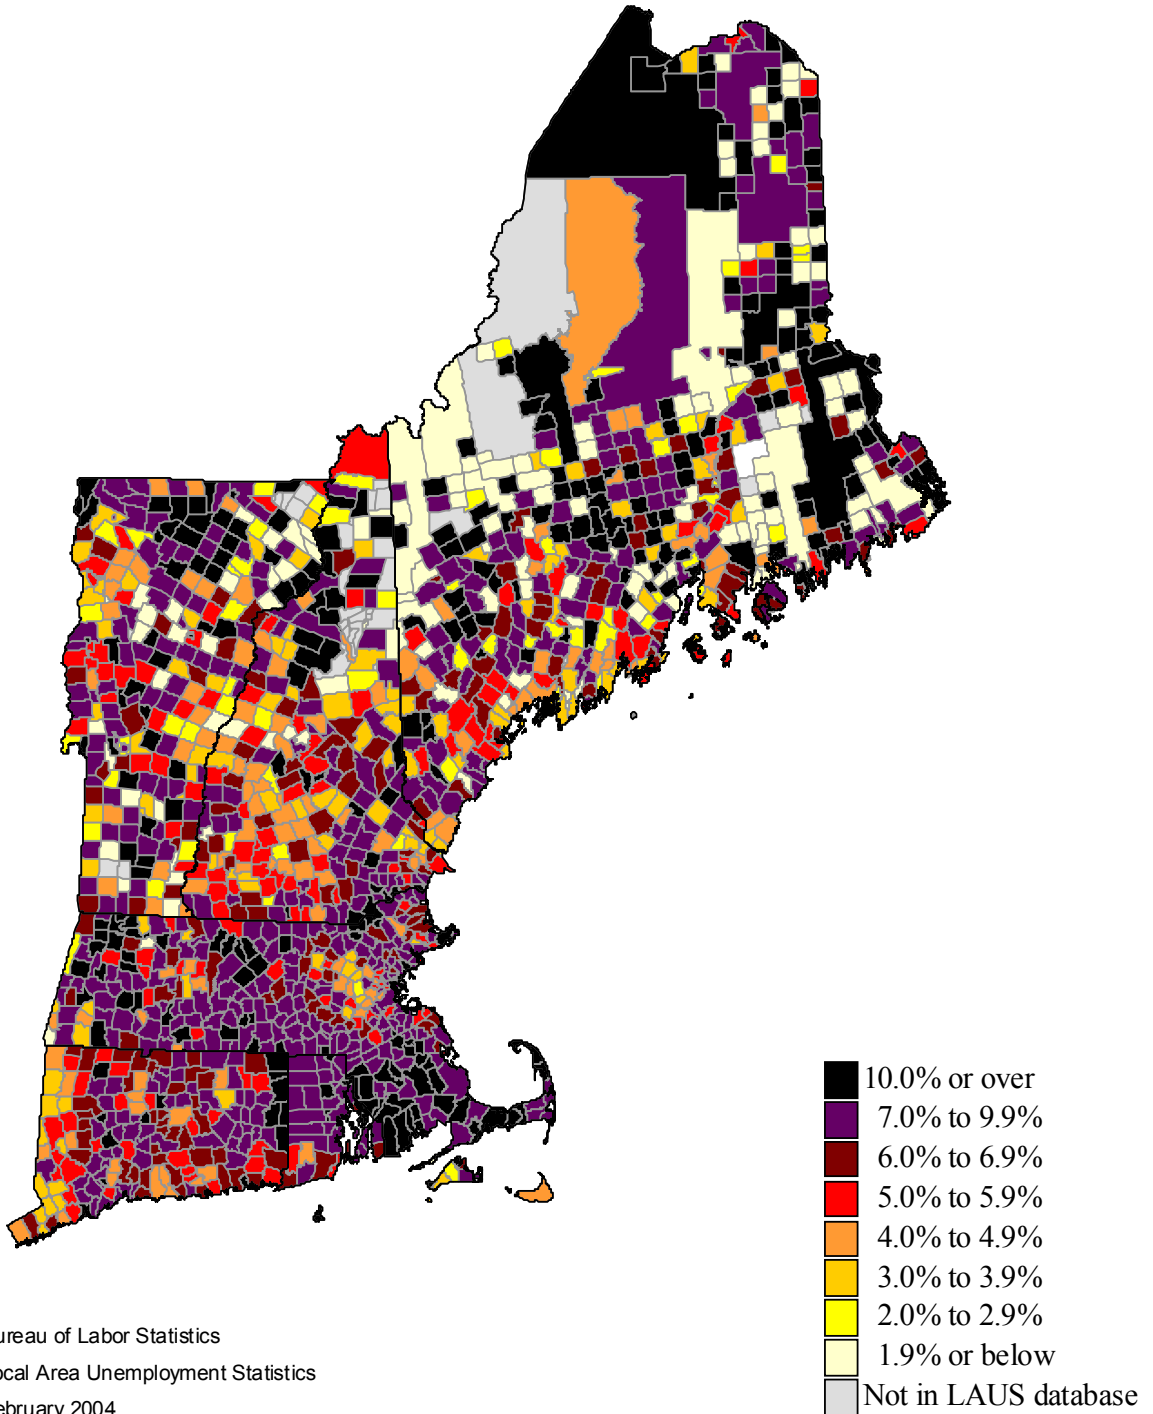 10.0% or over
7.0% to 9.9%
6.0% to 6.9%
5.0% to 5.9%
4.0% to 4.9%
3.0% to 3.9%
2.0% to 2.9%
1.9% or below
Not in LAUS database
ureau of Labor Statistics
ocal Area Unemployment Statistics
ebruary 2004